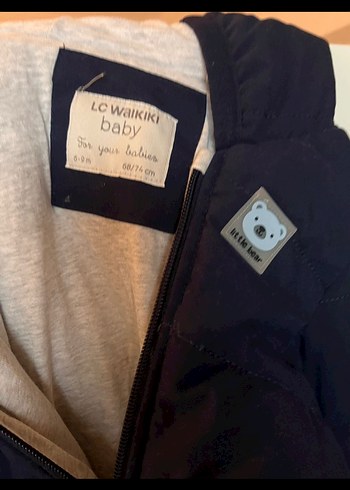 LC WaiKiKi
baby
For your babies
6-9m
68/74 cm
little bear